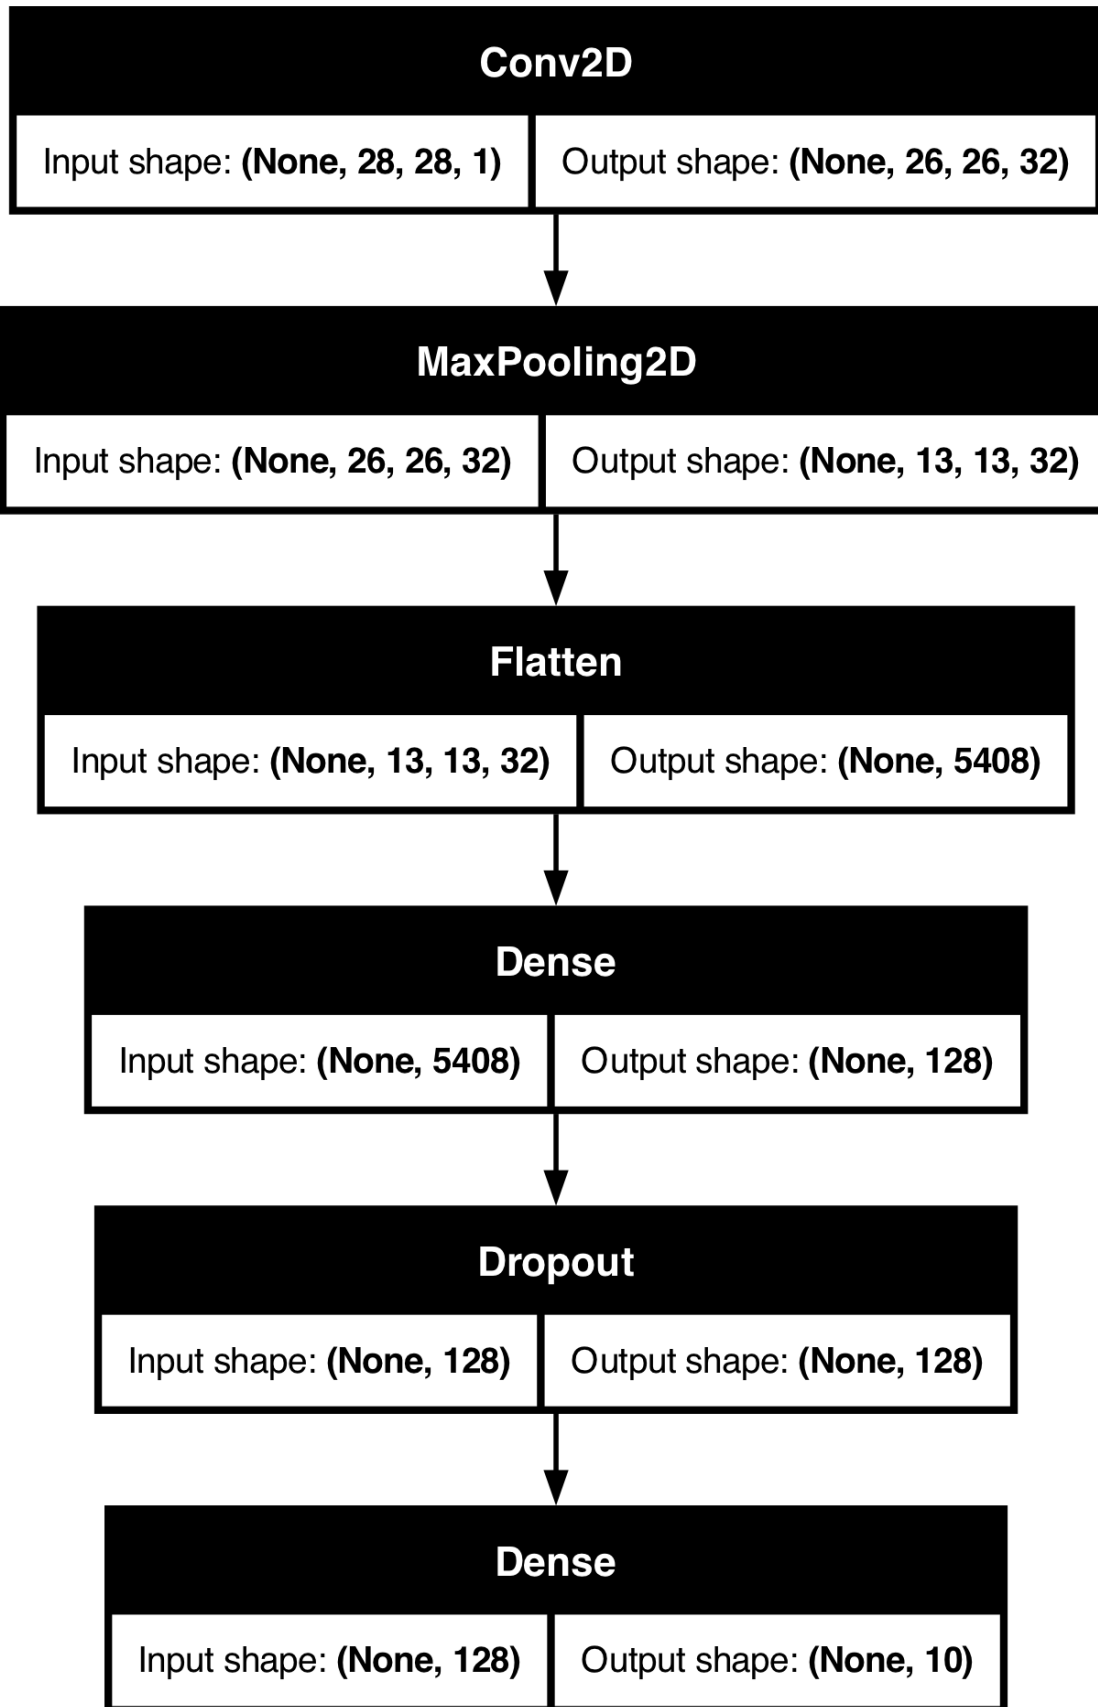 Conv2D
Input shape: (None, 28, 28, 1) Output shape: (None, 26, 26, 32)
MaxPooling2D
Input shape: (None, 26, 26, 32) Output shape: (None, 13, 13, 32)
Flatten
Input shape: (None, 13, 13, 32) Output shape: (None, 5408)
Dense
Input shape: (None, 5408) Output shape: (None, 128)
Dropout
Input shape: (None, 128) Output shape: (None, 128)
Dense
Input shape: (None, 128) Output shape: (None, 10)